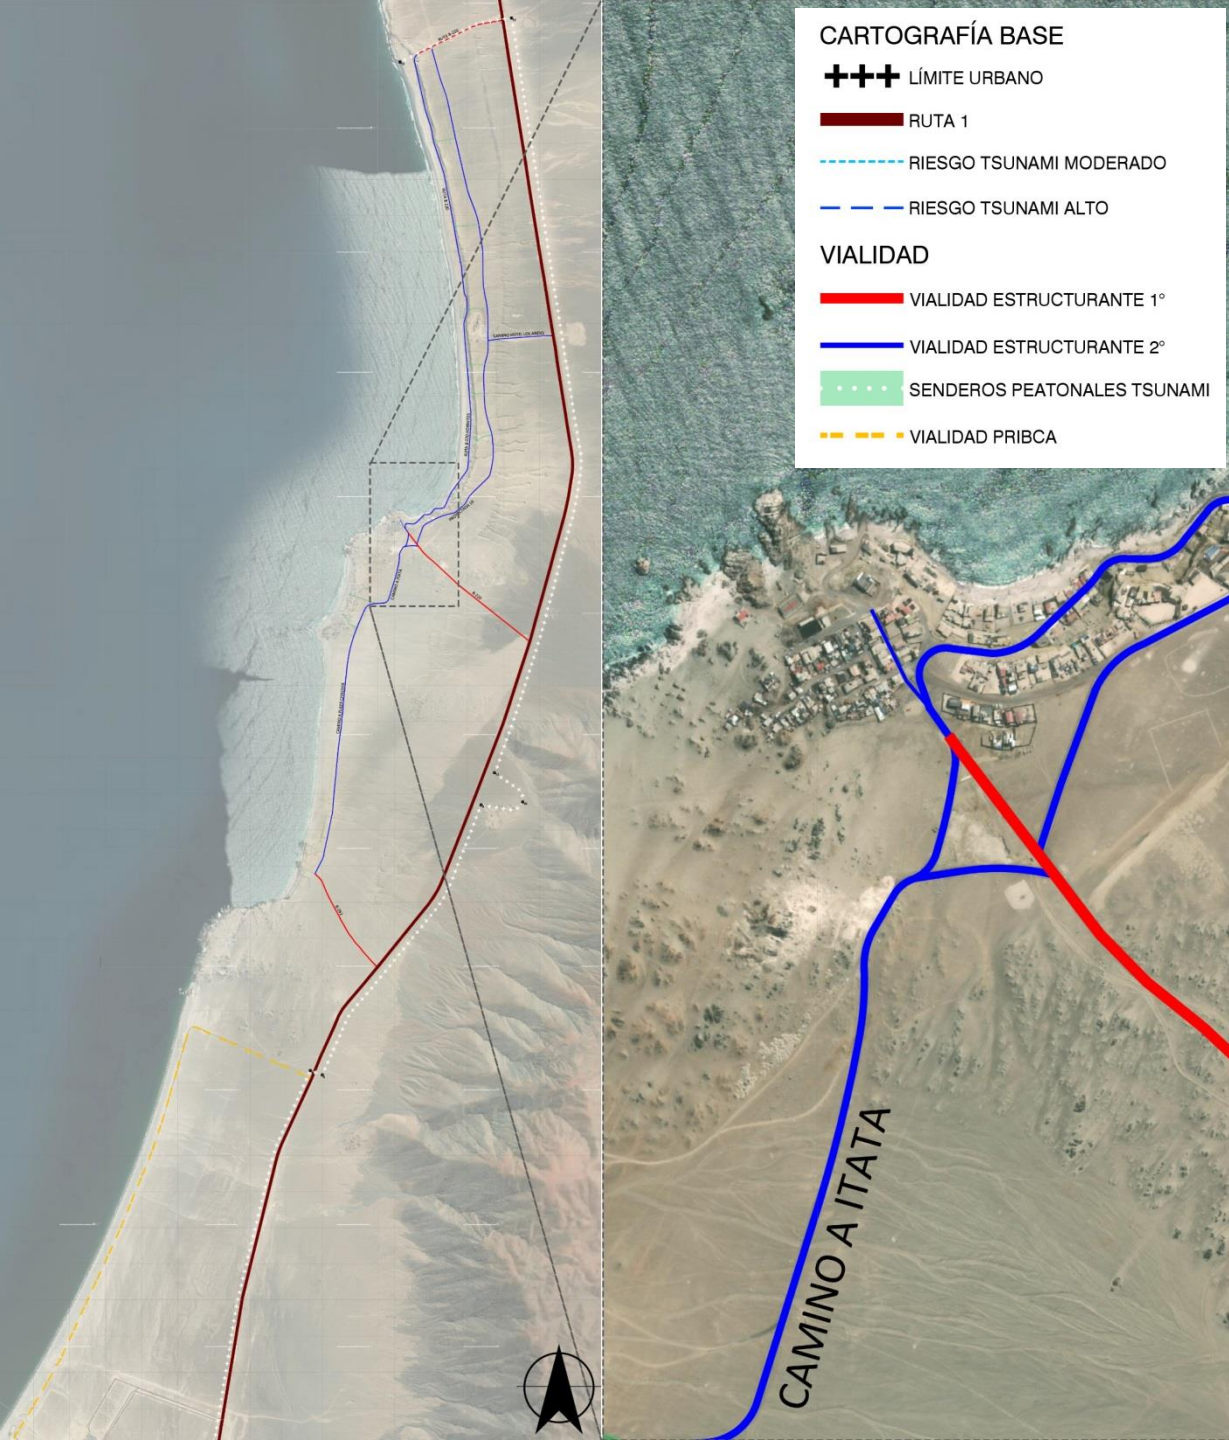 CARTOGRAFÍA BASE
LÍMITE URBANO
RUTA 1
RIESGO TSUNAMI MODERADO
RIESGO TSUNAMI ALTO
VIALIDAD
VIALIDAD ESTRUCTURANTE 1°
VIALIDAD ESTRUCTURANTE 2°
SENDEROS PEATONALES TSUNAMI
VIALIDAD PRIBCA
CAMINO A ITATA